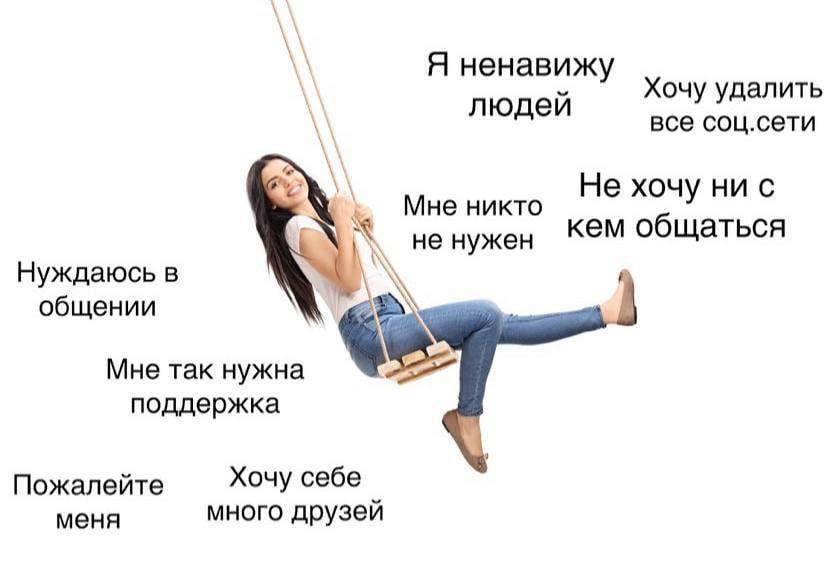 Я ненавижу
людей
Хочу удалить
все соц.сети
Мне никто
не нужен
Не хочу ни с
кем общаться
Нуждаюсь в
общении
Мне так нужна
поддержка
Пожалейте
меня
Хочу себе
много друзей